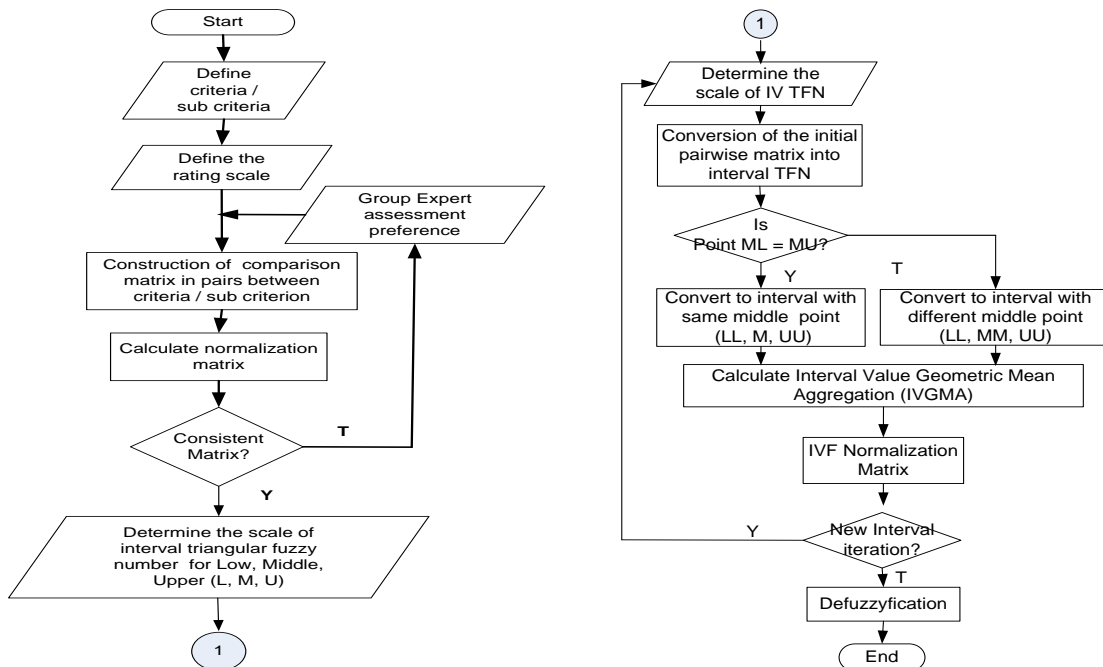 Start
Define
criteria /
sub criteria
Define the
rating scale
Group Expert
assessment
preference
Construction of comparison
matrix in pairs between
criteria / sub criterion
Calculate normalization
matrix
Consistent
Matrix?
T
Y
Determine the scale of
interval triangular fuzzy
number for Low, Middle,
Upper (L, M, U)
1
1
Determine the
scale of IV TFN
Conversion of the initial
pairwise matrix into
interval TFN
Is
Point ML = MU?
Y
T
Convert to interval with
same middle point
(LL, M, UU)
Convert to interval with
different middle point
(LL, MM, UU)
Calculate Interval Value Geometric Mean
Aggregation (IVGMA)
IVF Normalization
Matrix
New Interval
iteration?
Y
T
Defuzzyfication
End